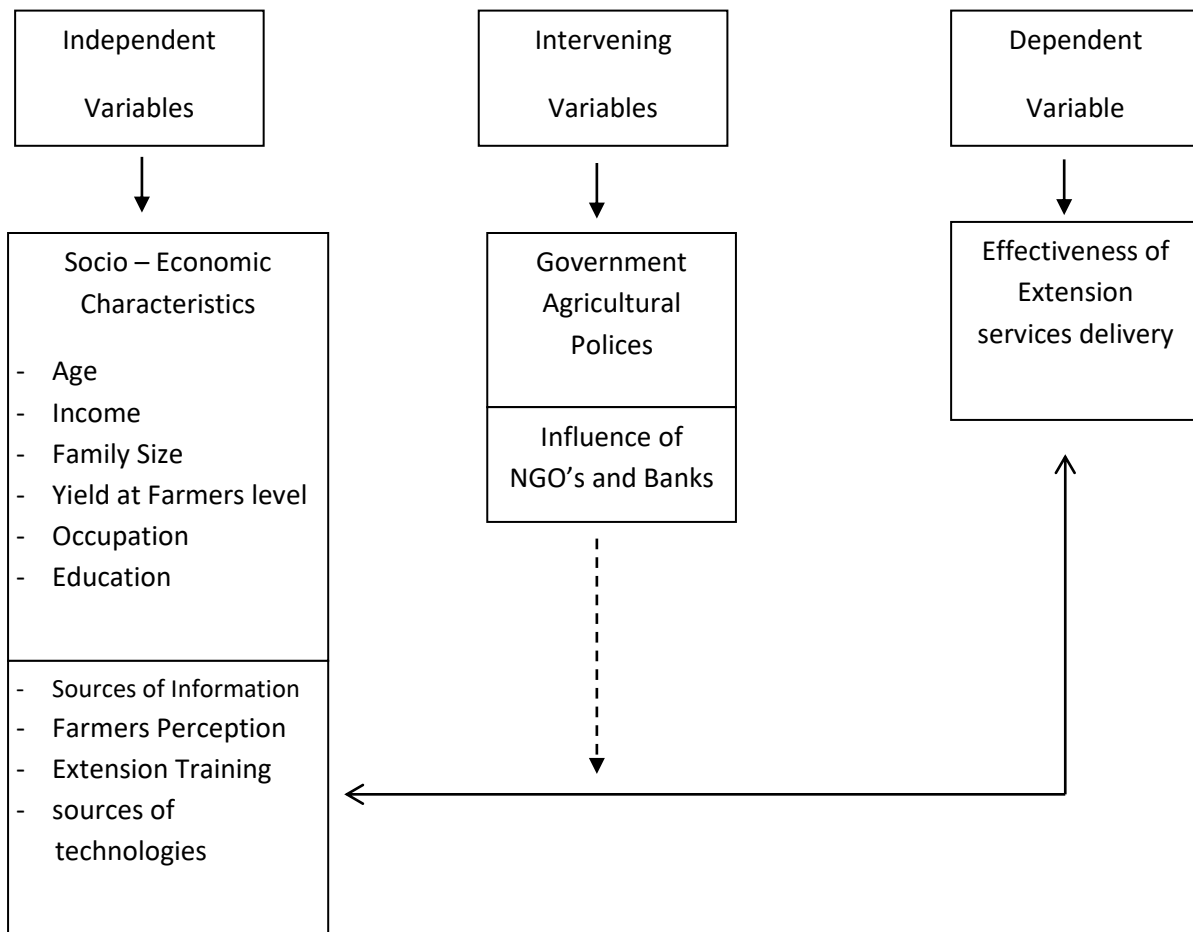 Independent
Variables
Intervening
Variables
Dependent
Variable
Socio – Economic
Characteristics
- Age
- Income
- Family Size
- Yield at Farmers level
- Occupation
- Education
- Sources of Information
- Farmers Perception
- Extension Training
- sources of
technologies
Government
Agricultural
Polices
Influence of
NGO's and Banks
Effectiveness of
Extension
services delivery